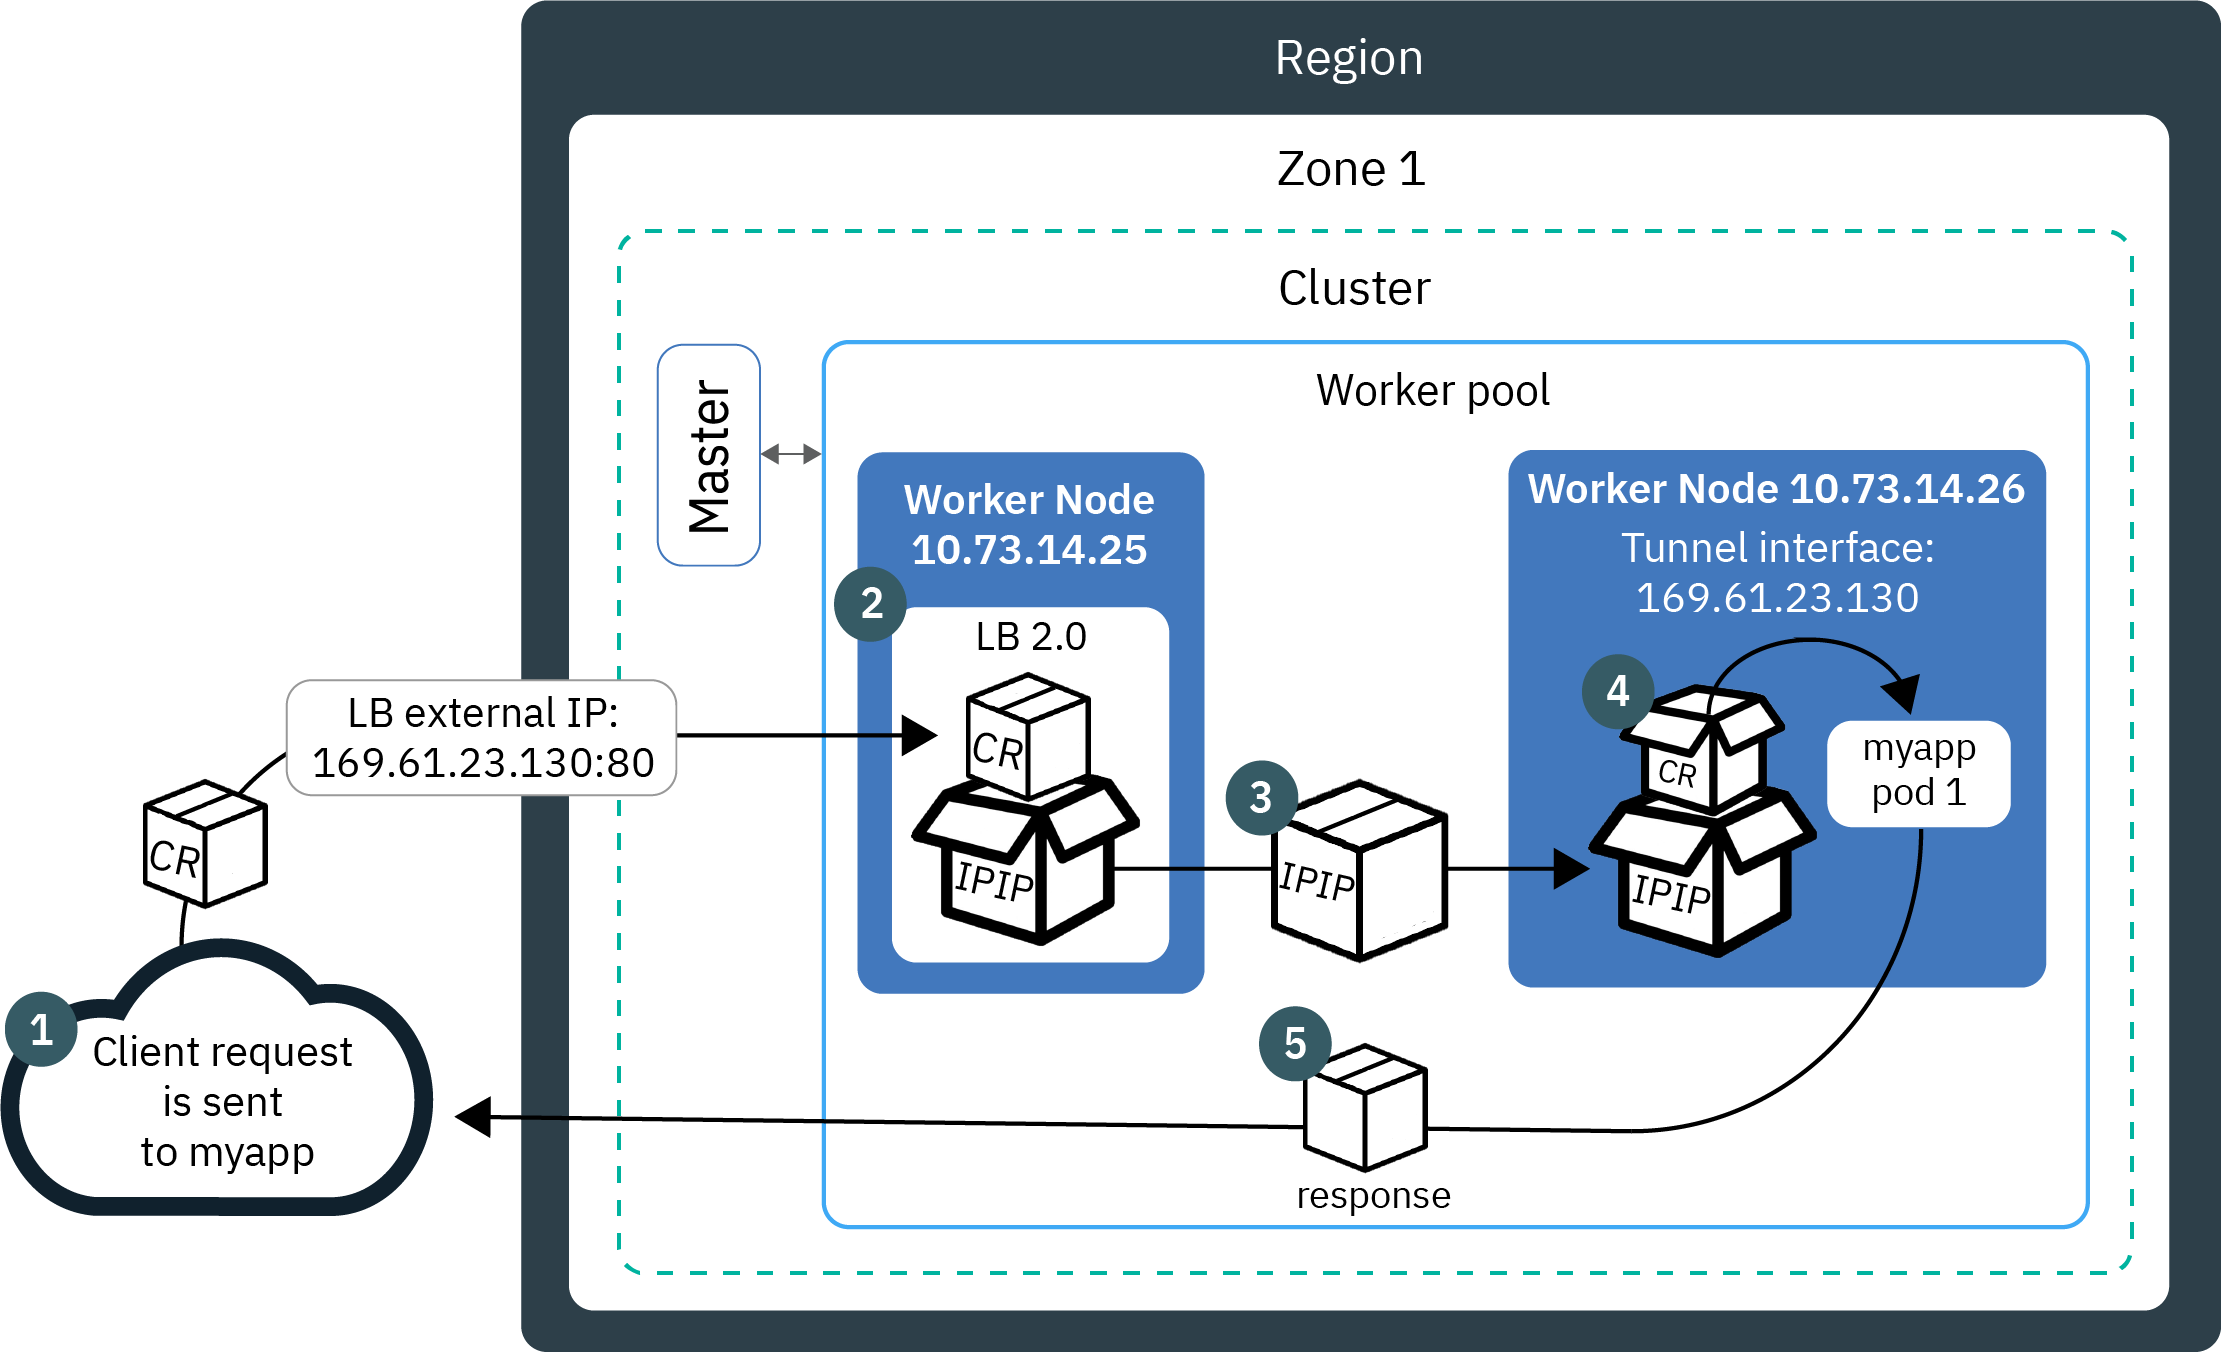 Region
Zone 1
Cluster
Master
Worker pool
Worker Node
10.73.14.25
2
LB 2.0
CR
IPIP
Worker Node 10.73.14.26
Tunnel interface:
169.61.23.130
4
CR
IPIP
myapp
pod 1
LB external IP:
169.61.23.130:80
CR
3
IPIP
1
Client request
is sent
to myapp
5
response